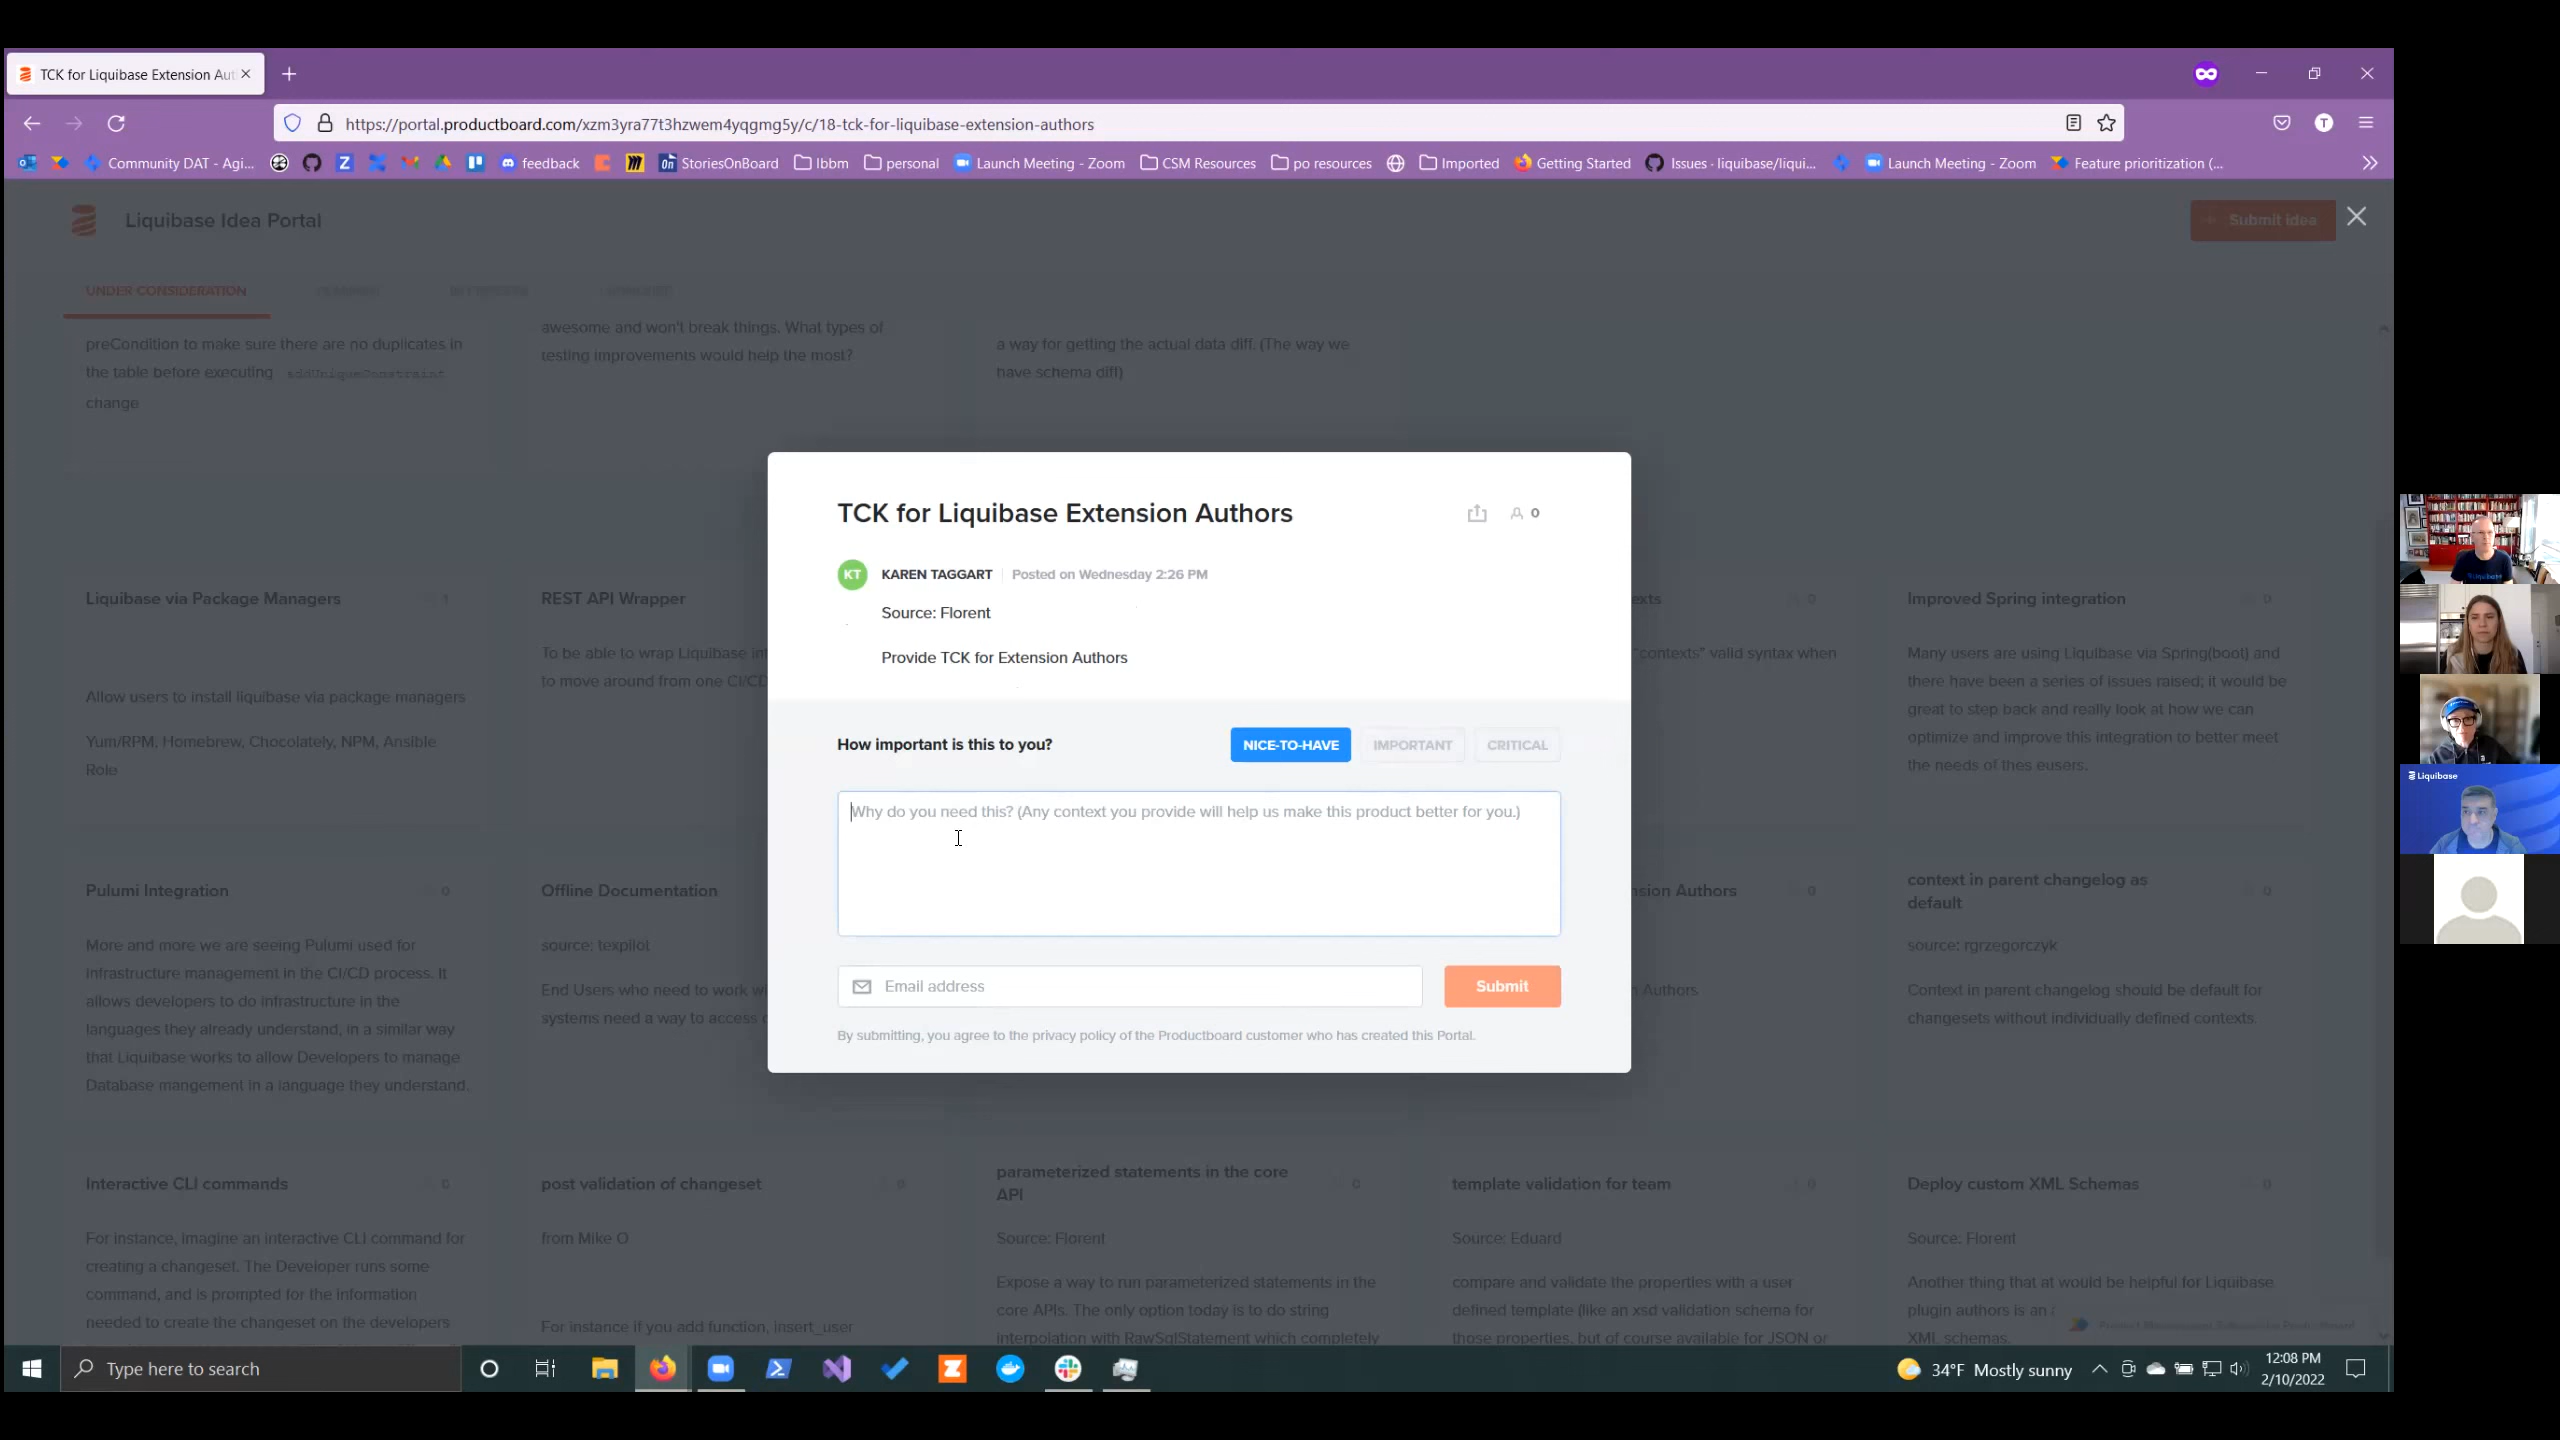 TCK for Liquibase Extension Aut
https://portal.productboard.com/xzm3yra77t3hzwem4yqgmg5y/c/18-tck-for-liquibase-extension-authors
T
Community DAT - Agi...
feedback
StoriesOnBoard
lbbm
personal
Launch Meeting - Zoom
CSM Resources
po resources
Imported
Getting Started
Issues · liquibase/liqui...
Launch Meeting - Zoom
Feature prioritization (...
Liquibase Idea Portal
+ Submit idea
UNDER CONSIDERATION
preCondition to make sure there are no duplicates in
the table before executing addUniqueConstraint
change
awesome and won't break things. What types of
testing improvements would help the most?
a way for getting the actual data diff. (The way we
have schema diff)
TCK for Liquibase Extension Authors
0
KT
KAREN TAGGART
Posted on Wednesday 2:26 PM
Source: Florent
Provide TCK for Extension Authors
How important is this to you?
NICE-TO-HAVE
IMPORTANT
CRITICAL
Why do you need this? (Any context you provide will help us make this product better for you.)
Email address
Submit
By submitting, you agree to the privacy policy of the Productboard customer who has created this Portal.
Liquibase via Package Managers
1
Allow users to install liquibase via package managers
Yum/RPM, Homebrew, Chocolately, NPM, Ansible
Role
REST API Wrapper
To be able to wrap Liquibase in
to move around from one CI/CD
exts
0
"contexts" valid syntax when
Improved Spring integration
0
Many users are using Liquibase via Spring(boot) and
there have been a series of issues raised; it would be
great to step back and really look at how we can
optimize and improve this integration to better meet
the needs of thes eusers.
Pulumi Integration
0
More and more we are seeing Pulumi used for
infrastructure management in the CI/CD process. It
allows developers to do infrastructure in the
languages they already understand, in a similar way
that Liquibase works to allow Developers to manage
Database mangement in a language they understand.
Offline Documentation
source: texpilot
End Users who need to work wi
systems need a way to access
nsion Authors
0
n Authors
context in parent changelog as
default
0
source: rgrzegorczyk
Context in parent changelog should be default for
changesets without individually defined contexts.
Interactive CLI commands
0
For instance, imagine an interactive CLI command for
creating a changeset. The Developer runs some
command, and is prompted for the information
needed to create the changeset on the developers
post validation of changeset
0
from Mike O
For instance if you add function, insert_user
parameterized statements in the core
API
0
Source: Florent
Expose a way to run parameterized statements in the
core APIs. The only option today is to do string
interpolation with RawSqlStatement which completely
template validation for team
0
Source: Eduard
compare and validate the properties with a user
defined template (like an xsd validation schema for
those properties, but of course available for JSON or
Deploy custom XML Schemas
0
Source: Florent
Another thing that at would be helpful for Liquibase
plugin authors is an
XML schemas.
Liquibase
Type here to search
34°F Mostly sunny
12:08 PM
2/10/2022